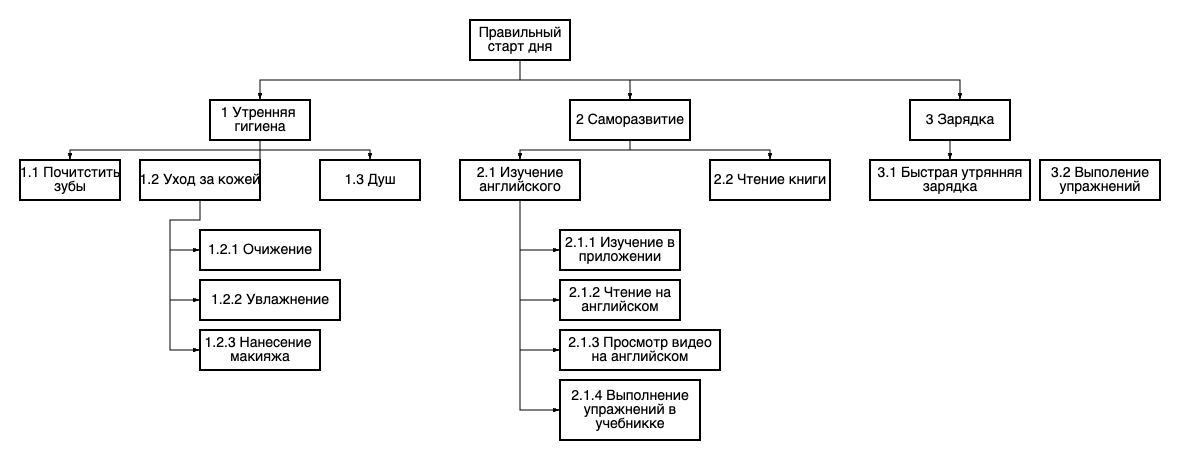 Правильный
старт дня
1 Утренняя
гигиена
2 Саморазвитие
3 Зарядка
1.1 Почитстить
зубы
1.2 Уход за кожей
1.3 Душ
2.1 Изучение
английского
2.2 Чтение книги
3.1 Быстрая утрянняя
зарядка
3.2 Выполение
упражнений
1.2.1 Очижение
1.2.2 Увлажнение
1.2.3 Нанесение
макияжа
2.1.1 Изучение в
приложении
2.1.2 Чтение на
английском
2.1.3 Просмотр видео
на английском
2.1.4 Выполнение
упражнений в
учебникке